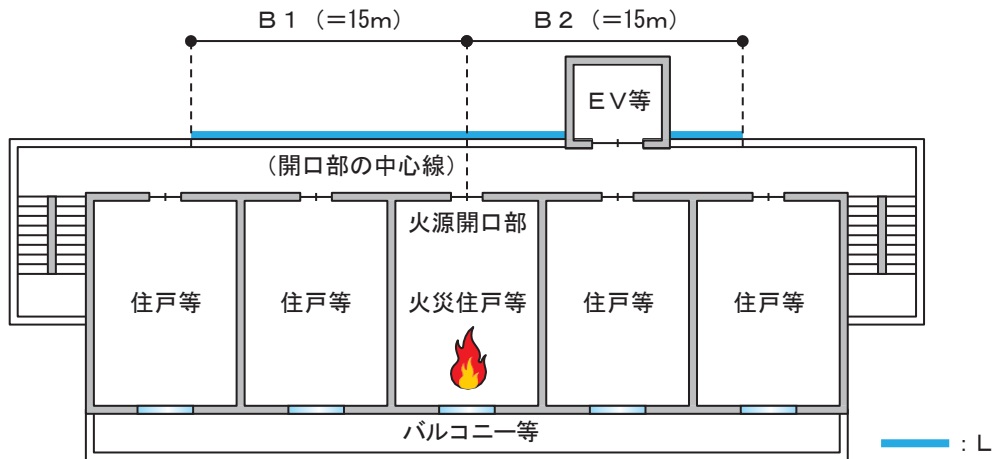 B1（=15m）
B2（=15m）
EV等
（開口部の中心線）
火源開口部
住戸等
住戸等
火災住戸等
住戸等
住戸等
バルコニー等
：L